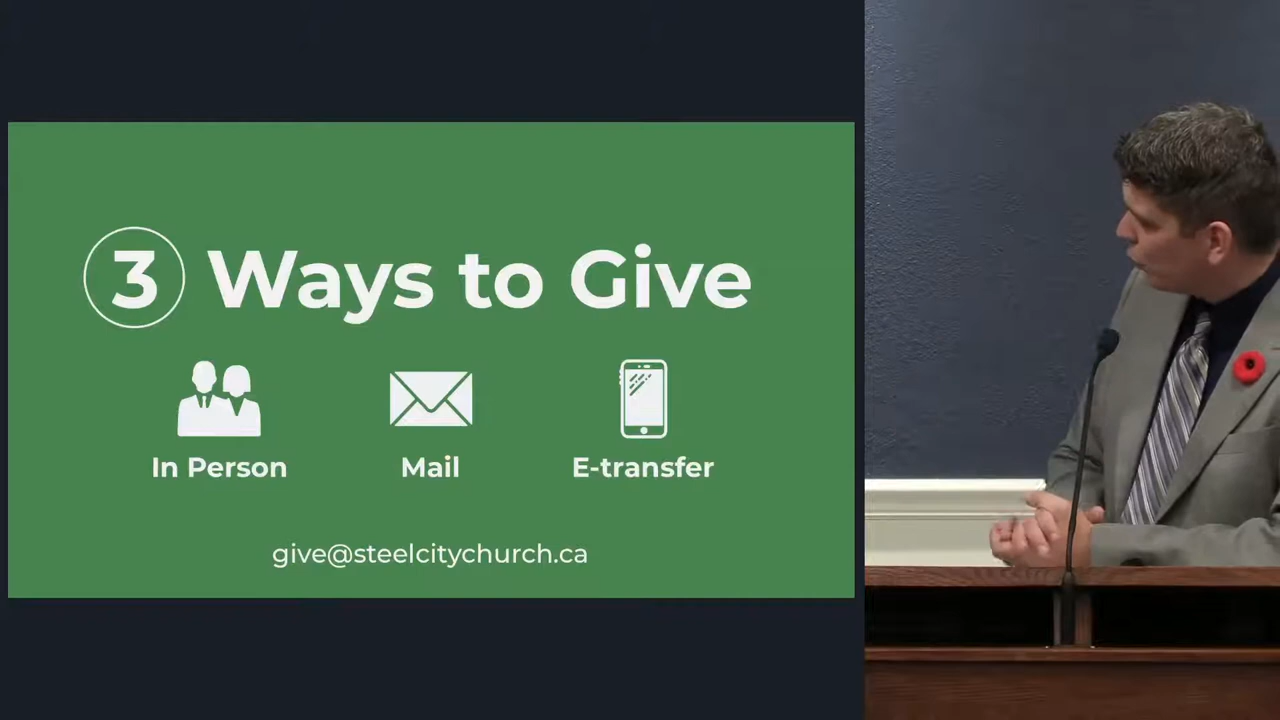 3 Ways to Give
In Person
Mail
E-transfer
give@steelcitychurch.ca